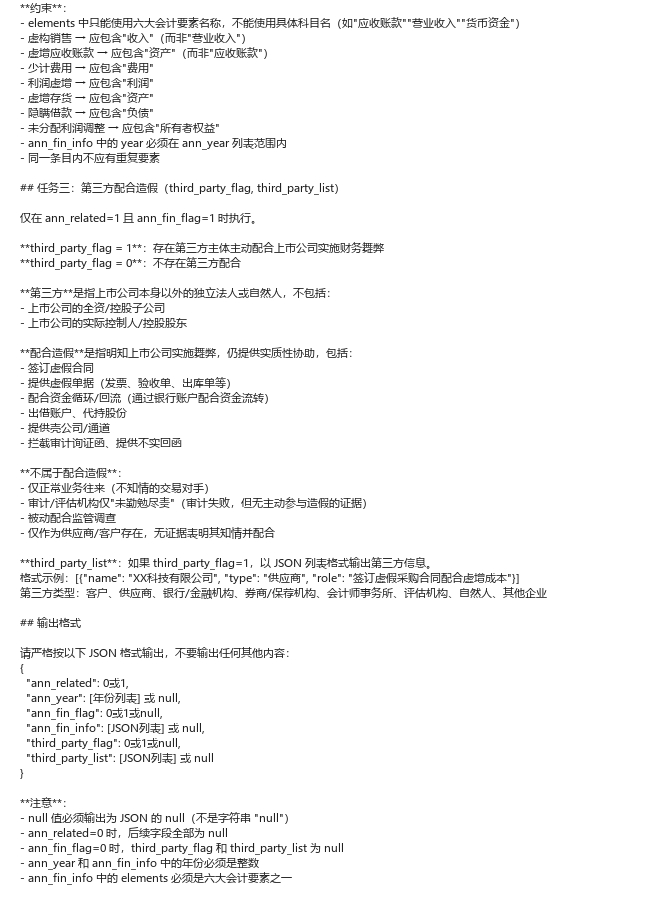 **约束**：
- elements 中只能使用六大会计要素名称，不能使用具体科目名（如"应收账款""营业收入""货币资金"）
- 虚构销售 → 应包含"收入"（而非"营业收入"）
- 虚增应收账款 → 应包含"资产"（而非"应收账款"）
- 少计费用 → 应包含"费用"
- 利润虚增 → 应包含"利润"
- 虚增存货 → 应包含"资产"
- 隐瞒借款 → 应包含"负债"
- 未分配利润调整 → 应包含"所有者权益"
- ann_fin_info 中的 year 必须在 ann_year 列表范围内
- 同一条目内不应有重复要素
## 任务三：第三方配合造假（third_party_flag, third_party_list）
仅在 ann_related=1 且 ann_fin_flag=1 时执行。
**third_party_flag = 1**：存在第三方主体主动配合上市公司实施财务舞弊
**third_party_flag = 0**：不存在第三方配合
**第三方**是指上市公司本身以外的独立法人或自然人，不包括：
- 上市公司的全资/控股子公司
- 上市公司的实际控制人/控股股东
**配合造假**是指明知上市公司实施舞弊，仍提供实质性协助，包括：
- 签订虚假合同
- 提供虚假单据（发票、验收单、出库单等）
- 配合资金循环/回流（通过银行账户配合资金流转）
- 出借账户、代持股份
- 提供壳公司/通道
- 拦截审计询证函、提供不实回函
**不属于配合造假**：
- 仅正常业务往来（不知情的交易对手）
- 审计/评估机构仅"未勤勉尽责"（审计失败，但无主动参与造假的证据）
- 被动配合监管调查
- 仅作为供应商/客户存在，无证据表明其知情并配合
**third_party_list**：如果 third_party_flag=1，以 JSON 列表格式输出第三方信息。
格式示例：[{"name": "XX科技有限公司", "type": "供应商", "role": "签订虚假采购合同配合虚增成本"}]
第三方类型：客户、供应商、银行/金融机构、券商/保荐机构、会计师事务所、评估机构、自然人、其他企业
## 输出格式
请严格按以下 JSON 格式输出，不要输出任何其他内容：
{
"ann_related": 0或1,
"ann_year": [年份列表] 或 null,
"ann_fin_flag": 0或1或null,
"ann_fin_info": [JSON列表] 或 null,
"third_party_flag": 0或1或null,
"third_party_list": [JSON列表] 或 null
}
**注意**：
- null 值必须输出为 JSON 的 null（不是字符串 "null"）
- ann_related=0 时，后续字段全部为 null
- ann_fin_flag=0 时，third_party_flag 和 third_party_list 为 null
- ann_year 和 ann_fin_info 中的年份必须是整数
- ann_fin_info 中的 elements 必须是六大会计要素之一